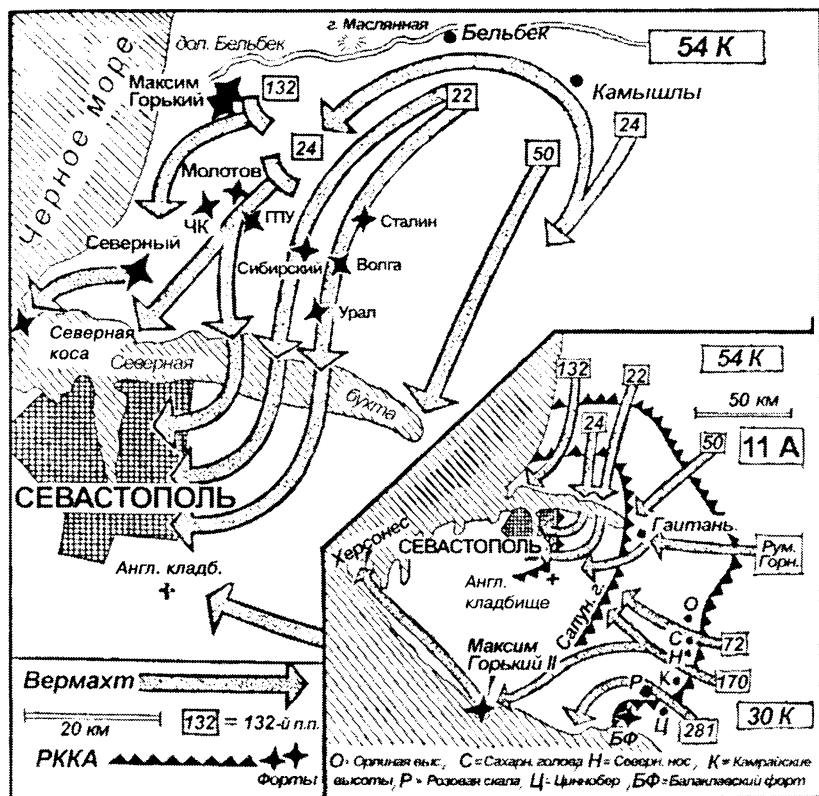 г. Маслянная
дол. Бельбек
Бельбек
54 К
Максим
Горький
132
22
Камышлы
24
24
50
Черное море
Молотов
ЧК
ГПУ
Сталин
Северный
Сибирский
Волга
Урал
Северная
коса
Северная
бухта
СЕВАСТОПОЛЬ
Англ. кладб.
54 К
132
22
50 км
24
50
11 А
Гаитань.
Херсонес
СЕВАСТОПОЛЬ
Рум.
Горн.
Англ.
кладбище
Сапун. г.
О
С
Н
72
Максим
Горький II
К
170
Р
Ц
281
30 К
БФ
Вермахт
20 км
132 = 132-й п.п.
РККА
Форты
О = Орлиная выс., С = Сахарн. голова Н = Северн. нос, К = Камрайские
высоты, Р = Розовая скала, Ц = Циннобер, БФ = Балаклавский форт